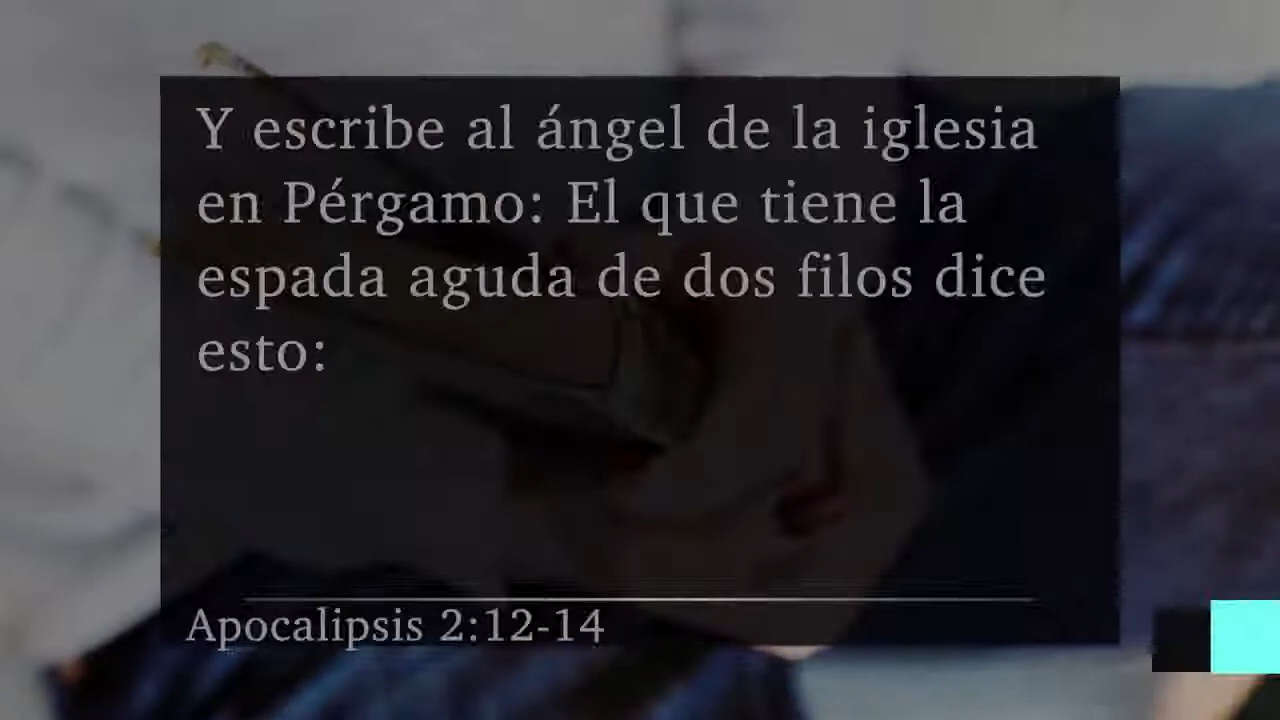 Y escribe al ángel de la iglesia
en Pérgamo: El que tiene la
espada aguda de dos filos dice
esto:
Apocalipsis 2:12-14